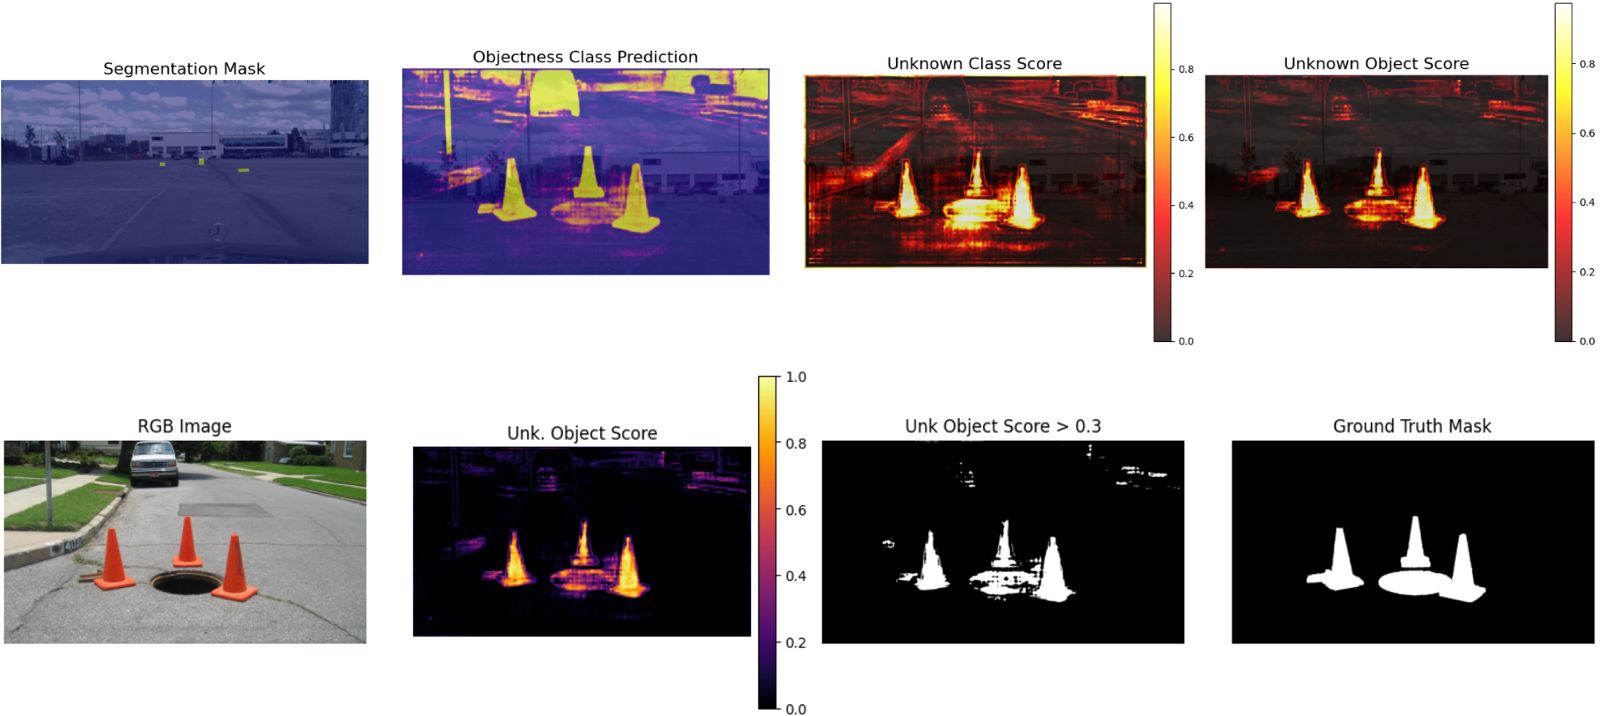 Segmentation Mask
Objectness Class Prediction
Unknown Class Score
0.8
0.6
0.4
0.2
0.0
Unknown Object Score
0.8
0.6
0.4
0.2
0.0
RGB Image
Unk. Object Score
1.0
0.8
0.6
0.4
0.2
0.0
Unk Object Score > 0.3
Ground Truth Mask